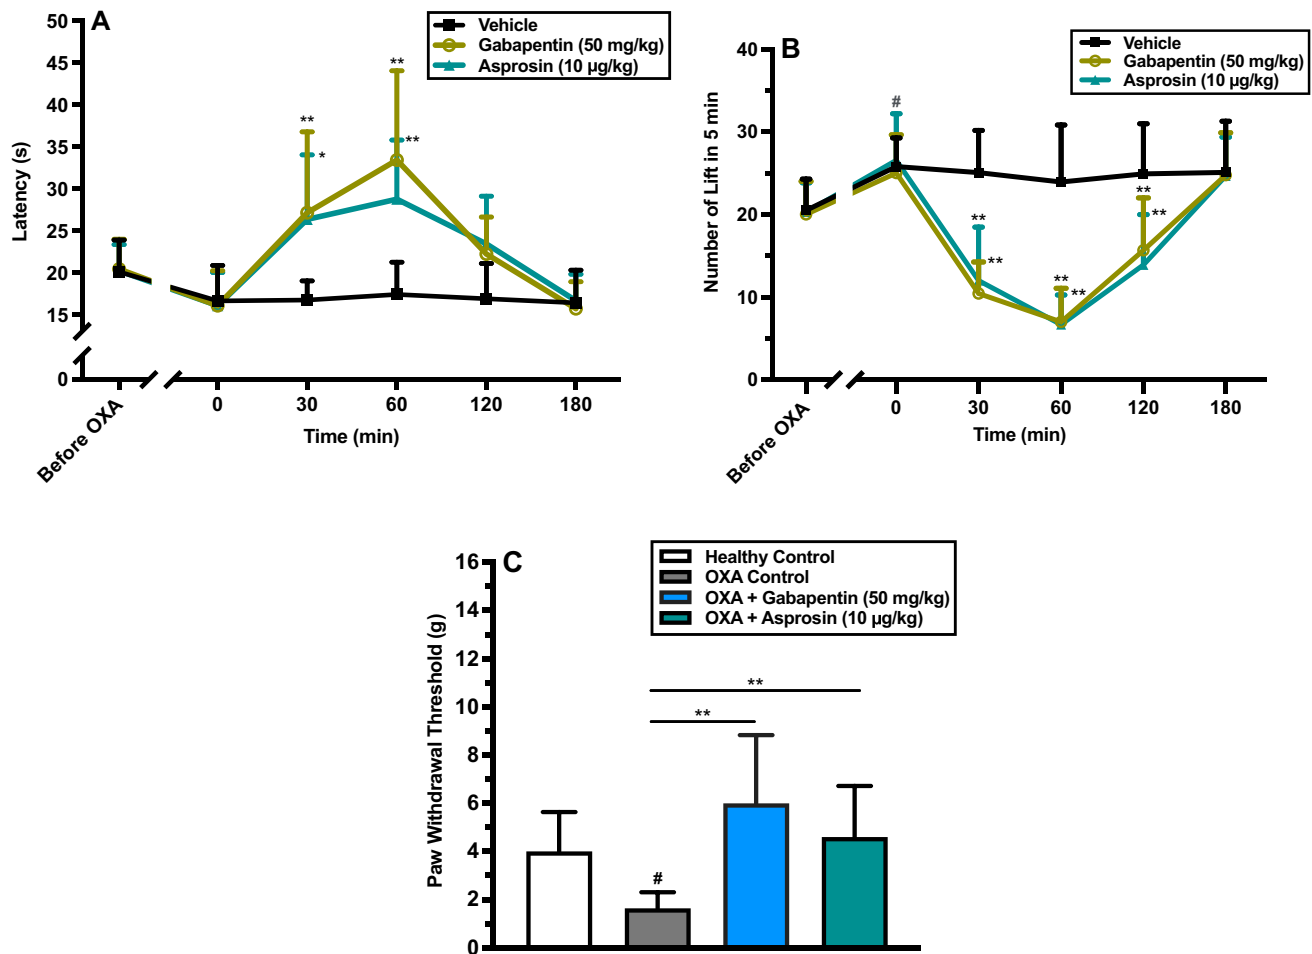 A
Vehicle
Gabapentin (50 mg/kg)
Asprosin (10 µg/kg)
Latency (s)
50
45
40
35
30
25
20
15
0
**
**
*
**
Before OXA
0
30
60
120
180
Time (min)
B
Vehicle
Gabapentin (50 mg/kg)
Asprosin (10 µg/kg)
Number of Lift in 5 min
40
30
20
10
0
#
**
**
**
**
**
**
Before OXA
0
30
60
120
180
Time (min)
C
Healthy Control
OXA Control
OXA + Gabapentin (50 mg/kg)
OXA + Asprosin (10 µg/kg)
Paw Withdrawal Threshold (g)
16
14
12
10
8
6
4
2
0
**
**
#